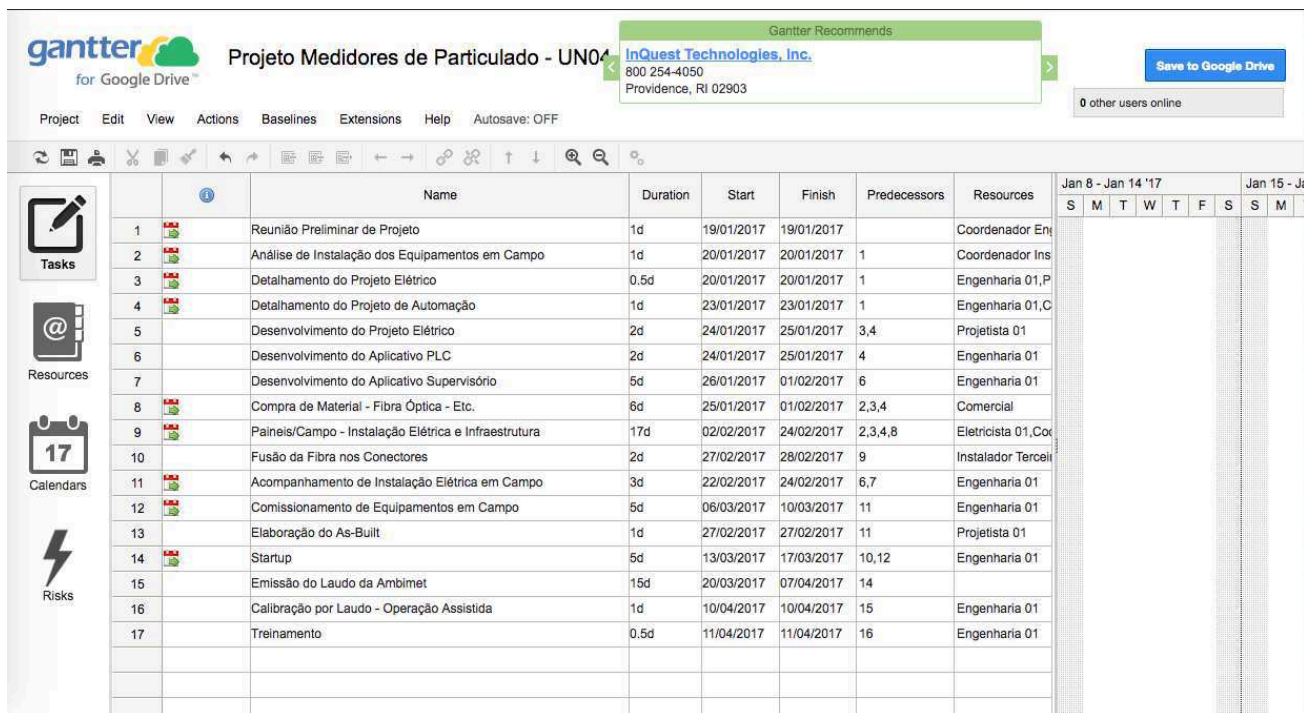 gantter
for Google Drive™
Projeto Medidores de Particulado - UN04
Gantter Recommends
InQuest Technologies, Inc.
800 254-4050
Providence, RI 02903
Save to Google Drive
0 other users online
Project Edit View Actions Baselines Extensions Help Autosave: OFF
Name Duration Start Finish Predecessors Resources
Jan 8 - Jan 14 '17 Jan 15 - Ja
S M T W T F S S M
1 Reunião Preliminar de Projeto 1d 19/01/2017 19/01/2017 Coordenador Eng
2 Análise de Instalação dos Equipamentos em Campo 1d 20/01/2017 20/01/2017 1 Coordenador Ins
3 Detalhamento do Projeto Elétrico 0.5d 20/01/2017 20/01/2017 1 Engenharia 01,P
4 Detalhamento do Projeto de Automação 1d 23/01/2017 23/01/2017 1 Engenharia 01,C
5 Desenvolvimento do Projeto Elétrico 2d 24/01/2017 25/01/2017 3,4 Projetista 01
6 Desenvolvimento do Aplicativo PLC 2d 24/01/2017 25/01/2017 4 Engenharia 01
7 Desenvolvimento do Aplicativo Supervisório 5d 26/01/2017 01/02/2017 6 Engenharia 01
8 Compra de Material - Fibra Óptica - Etc. 6d 25/01/2017 01/02/2017 2,3,4 Comercial
9 Paineis/Campo - Instalação Elétrica e Infraestrutura 17d 02/02/2017 24/02/2017 2,3,4,8 Eletricista 01,Coo
10 Fusão da Fibra nos Conectores 2d 27/02/2017 28/02/2017 9 Instalador Terceir
11 Acompanhamento de Instalação Elétrica em Campo 3d 22/02/2017 24/02/2017 6,7 Engenharia 01
12 Comissionamento de Equipamentos em Campo 5d 06/03/2017 10/03/2017 11 Engenharia 01
13 Elaboração do As-Built 1d 27/02/2017 27/02/2017 11 Projetista 01
14 Startup 5d 13/03/2017 17/03/2017 10,12 Engenharia 01
15 Emissão do Laudo da Ambimet 15d 20/03/2017 07/04/2017 14
16 Calibração por Laudo - Operação Assistida 1d 10/04/2017 10/04/2017 15 Engenharia 01
17 Treinamento 0.5d 11/04/2017 11/04/2017 16 Engenharia 01
Tasks
@
Resources
17
Calendars
Risks